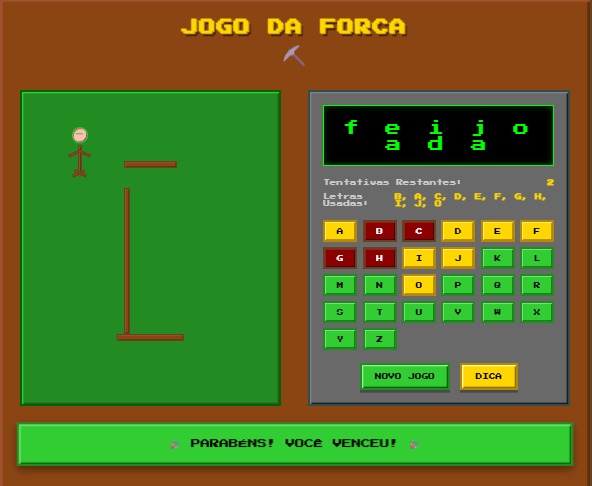 JOGO DA FORCA
f e i j o
a d a
Tentativas Restantes: 2
Letras Usadas: B, A, C, D, E, F, G, H, I, J, O
A B C D E F
G H I J K L
M N O P Q R
S T U V W X
Y Z
NOVO JOGO DICA
PARABÉNS! VOCÊ VENCEU!